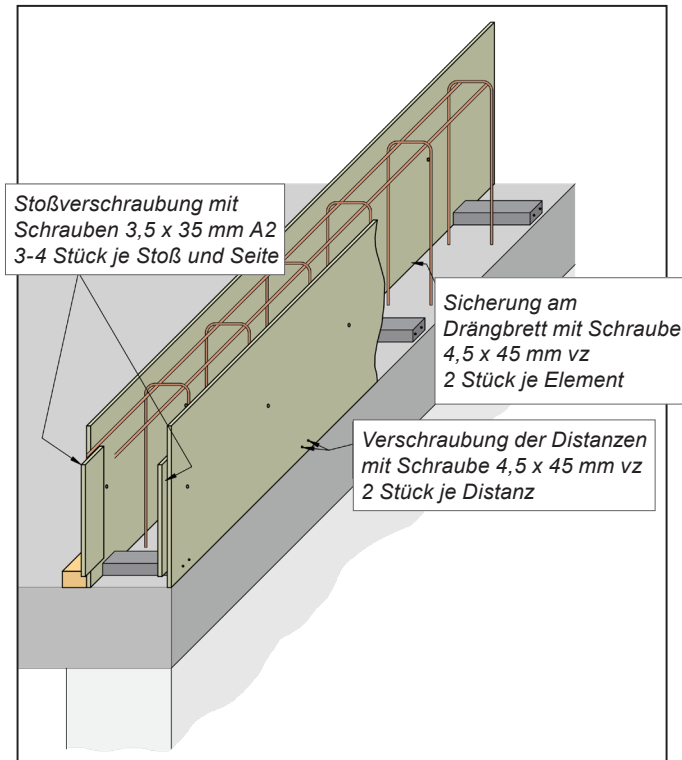 Stoßverschraubung mit
Schrauben 3,5 x 35 mm A2
3-4 Stück je Stoß und Seite
Sicherung am
Drängbrett mit Schraube
4,5 x 45 mm vz
2 Stück je Element
Verschraubung der Distanzen
mit Schraube 4,5 x 45 mm vz
2 Stück je Distanz